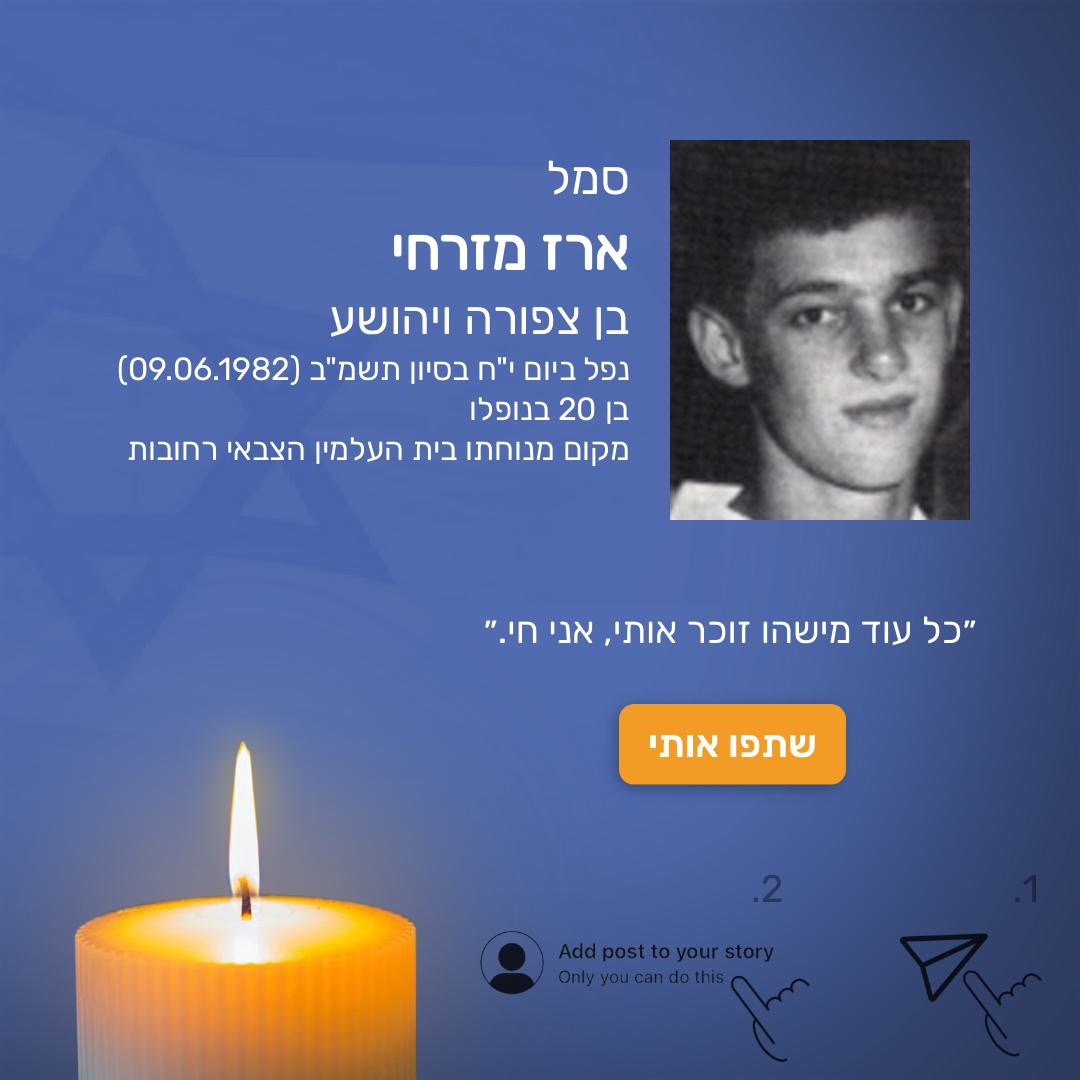 סמל
ארז מזרחי
בן צפורה ויהושע
נפל ביום י"ח בסיון תשמ"ב (09.06.1982)
בן 20 בנופלו
מקום מנוחתו בית העלמין הצבאי רחובות
״כל עוד מישהו זוכר אותי, אני חי.״
שתפו אותי
1.
2.
Add post to your story
Only you can do this